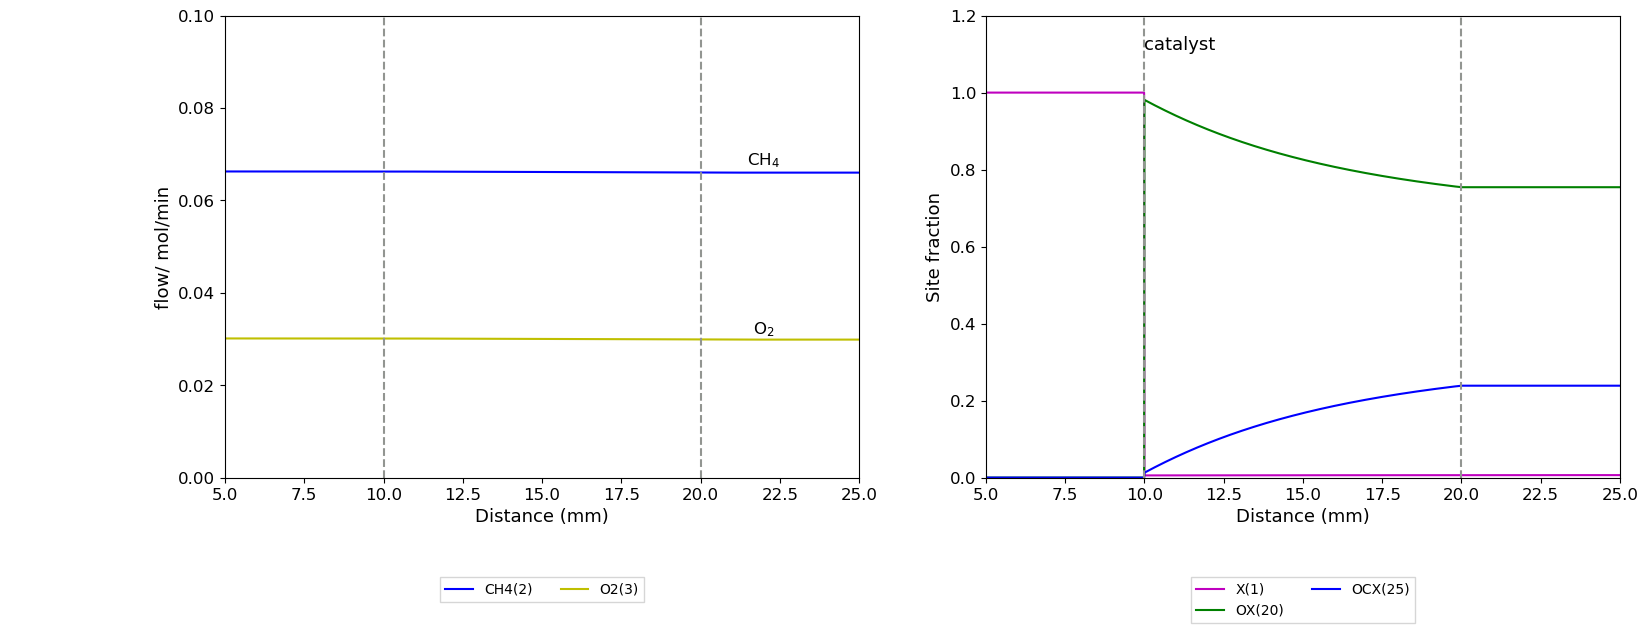 0.10
0.08
0.06
0.04
0.02
0.00
flow/ mol/min
CH4
O2
5.0 7.5 10.0 12.5 15.0 17.5 20.0 22.5 25.0
Distance (mm)
CH4(2) O2(3)
1.2
1.0
0.8
0.6
0.4
0.2
0.0
Site fraction
catalyst
5.0 7.5 10.0 12.5 15.0 17.5 20.0 22.5 25.0
Distance (mm)
X(1) OCX(25)
OX(20)